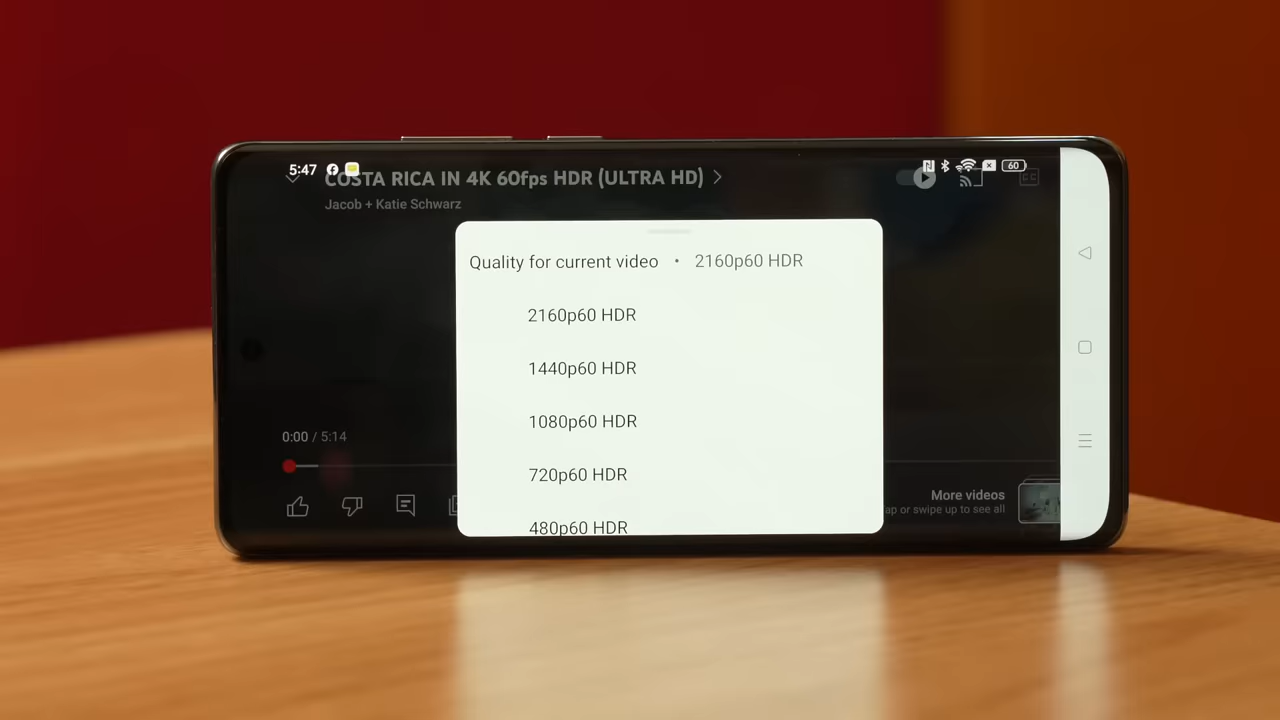 5:47
60
COSTA RICA IN 4K 60fps HDR (ULTRA HD)
CC
Jacob + Katie Schwarz
Quality for current video • 2160p60 HDR
2160p60 HDR
1440p60 HDR
1080p60 HDR
720p60 HDR
480p60 HDR
0:00 / 5:14
More videos
ap or swipe up to see all